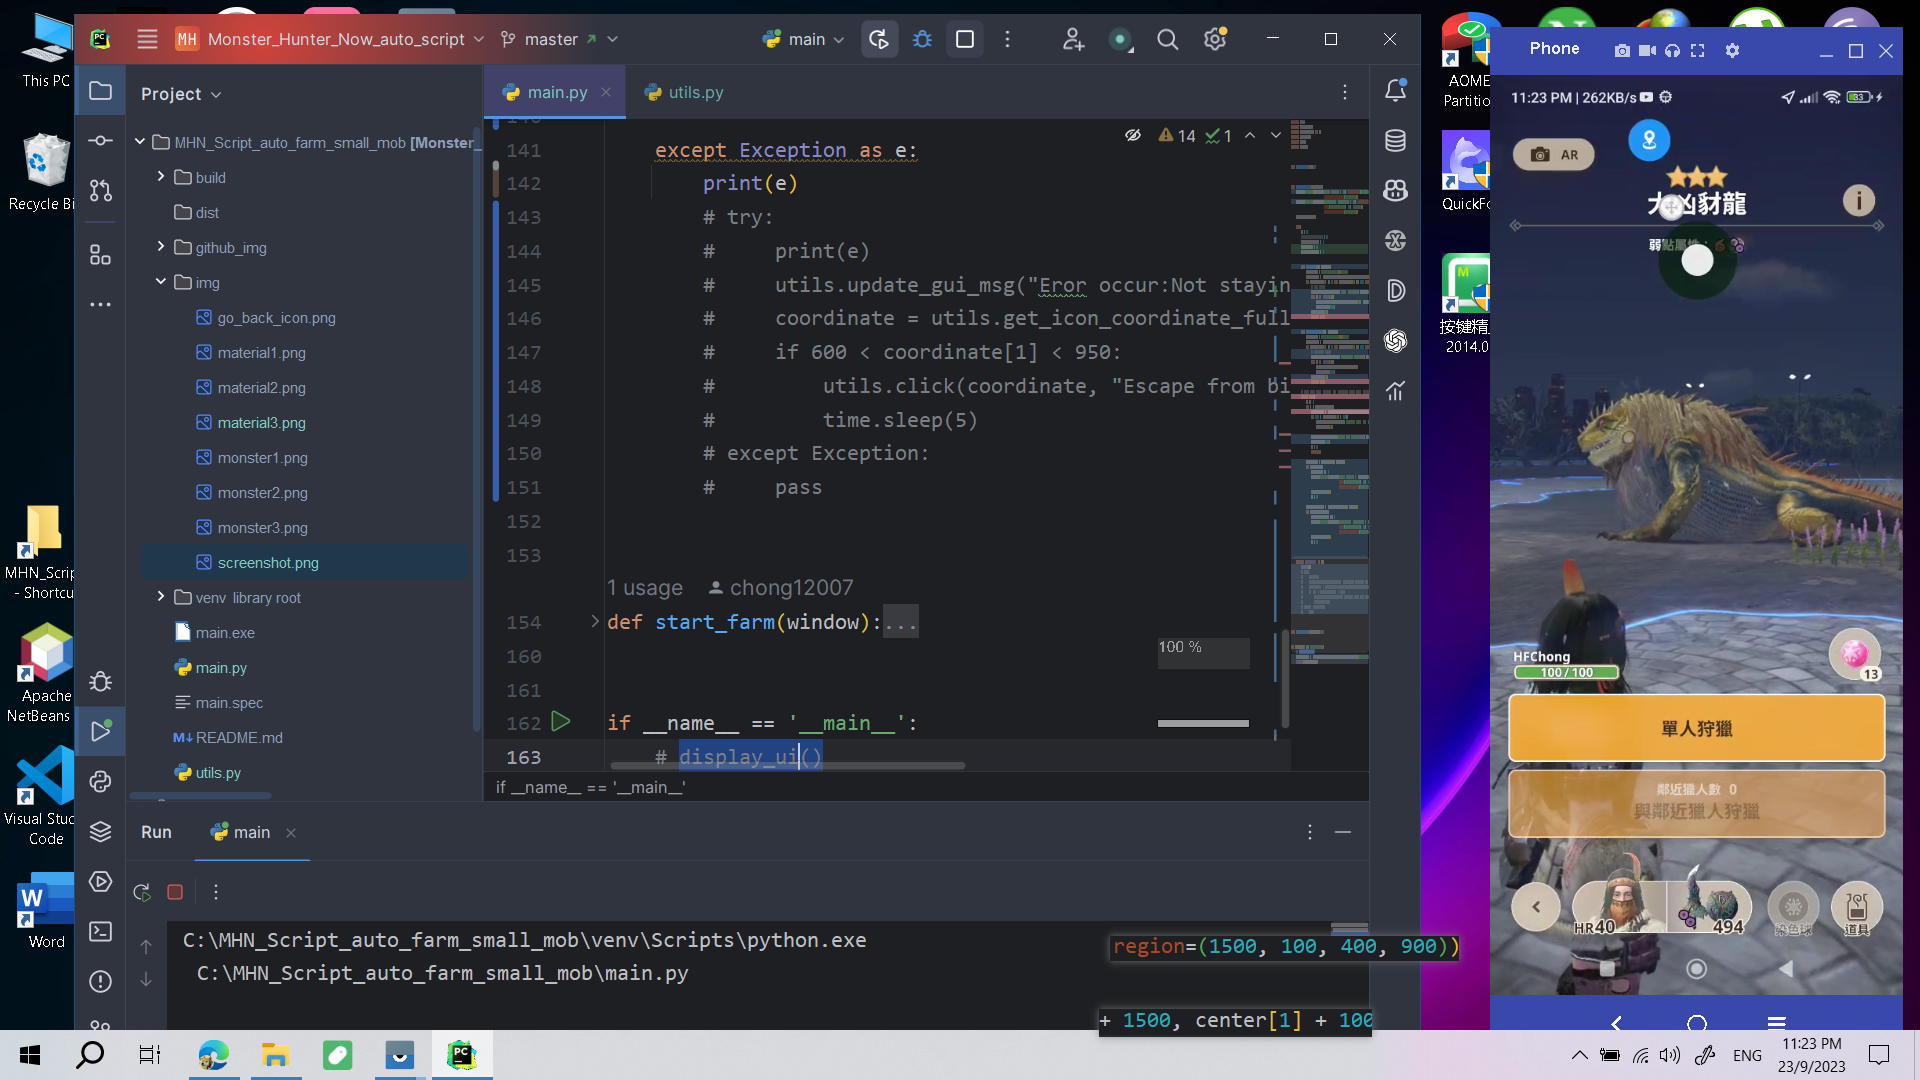 This PC
Recycle Bi
MHN_Scrip
- Shortcu
Apache
NetBeans
Visual Stud
Code
Word
MH
Monster_Hunter_Now_auto_script
master
main
Project
MHN_Script_auto_farm_small_mob [Monster_
build
dist
github_img
img
go_back_icon.png
material1.png
material2.png
material3.png
monster1.png
monster2.png
monster3.png
screenshot.png
venv library root
main.exe
main.py
main.spec
M↓ README.md
utils.py
main.py
utils.py
14
1
141 except Exception as e:
142 print(e)
143 # try:
144 # print(e)
145 # utils.update_gui_msg("Eror occur:Not stayin
146 # coordinate = utils.get_icon_coordinate_full
147 # if 600 < coordinate[1] < 950:
148 # utils.click(coordinate, "Escape from bi
149 # time.sleep(5)
150 # except Exception:
151 # pass
152
153
1 usage chong12007
154 def start_farm(window):...
160
161
162 if __name__ == '__main__':
163 # display_ui()
100 %
if __name__ == '__main__'
Run
main
C:\MHN_Script_auto_farm_small_mob\venv\Scripts\python.exe
C:\MHN_Script_auto_farm_small_mob\main.py
region=(1500, 100, 400, 900))
+ 1500, center[1] + 100
AOME
Partitio
QuickFo
按键精
2014.0
Phone
11:23 PM | 262KB/s
83
AR
大凶豺龍
弱點屬性:
HFChong
100 / 100
13
單人狩獵
鄰近獵人數 0
與鄰近獵人狩獵
HR40
494
染色球
道具
ENG
11:23 PM
23/9/2023